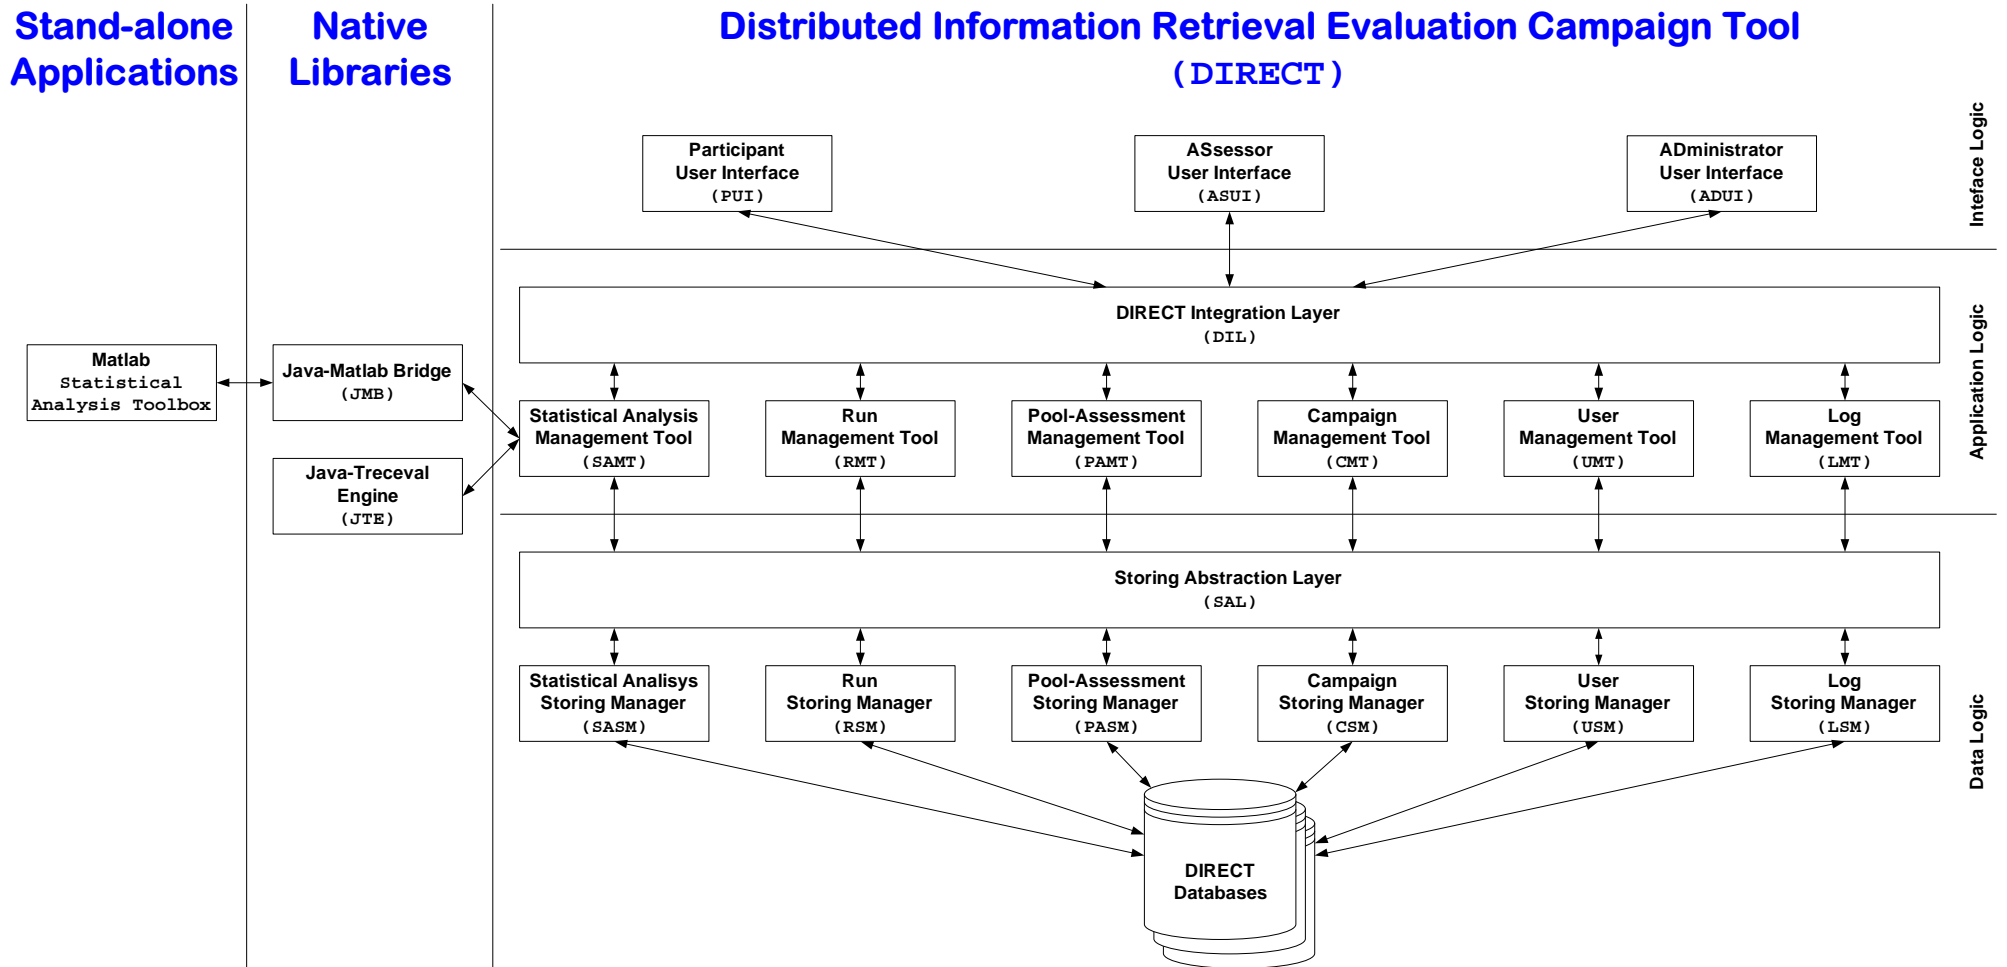 Stand-alone
Applications
Native
Libraries
Distributed Information Retrieval Evaluation Campaign Tool
(DIRECT)
Participant
User Interface
(PUI)
ASsessor
User Interface
(ASUI)
ADministrator
User Interface
(ADUI)
Inteface Logic
DIRECT Integration Layer
(DIL)
Application Logic
Matlab
Statistical
Analysis Toolbox
Java-Matlab Bridge
(JMB)
Java-Treceval
Engine
(JTE)
Statistical Analysis
Management Tool
(SAMT)
Run
Management Tool
(RMT)
Pool-Assessment
Management Tool
(PAMT)
Campaign
Management Tool
(CMT)
User
Management Tool
(UMT)
Log
Management Tool
(LMT)
Storing Abstraction Layer
(SAL)
Statistical Analisys
Storing Manager
(SASM)
Run
Storing Manager
(RSM)
Pool-Assessment
Storing Manager
(PASM)
Campaign
Storing Manager
(CSM)
User
Storing Manager
(USM)
Log
Storing Manager
(LSM)
Data Logic
DIRECT
Databases